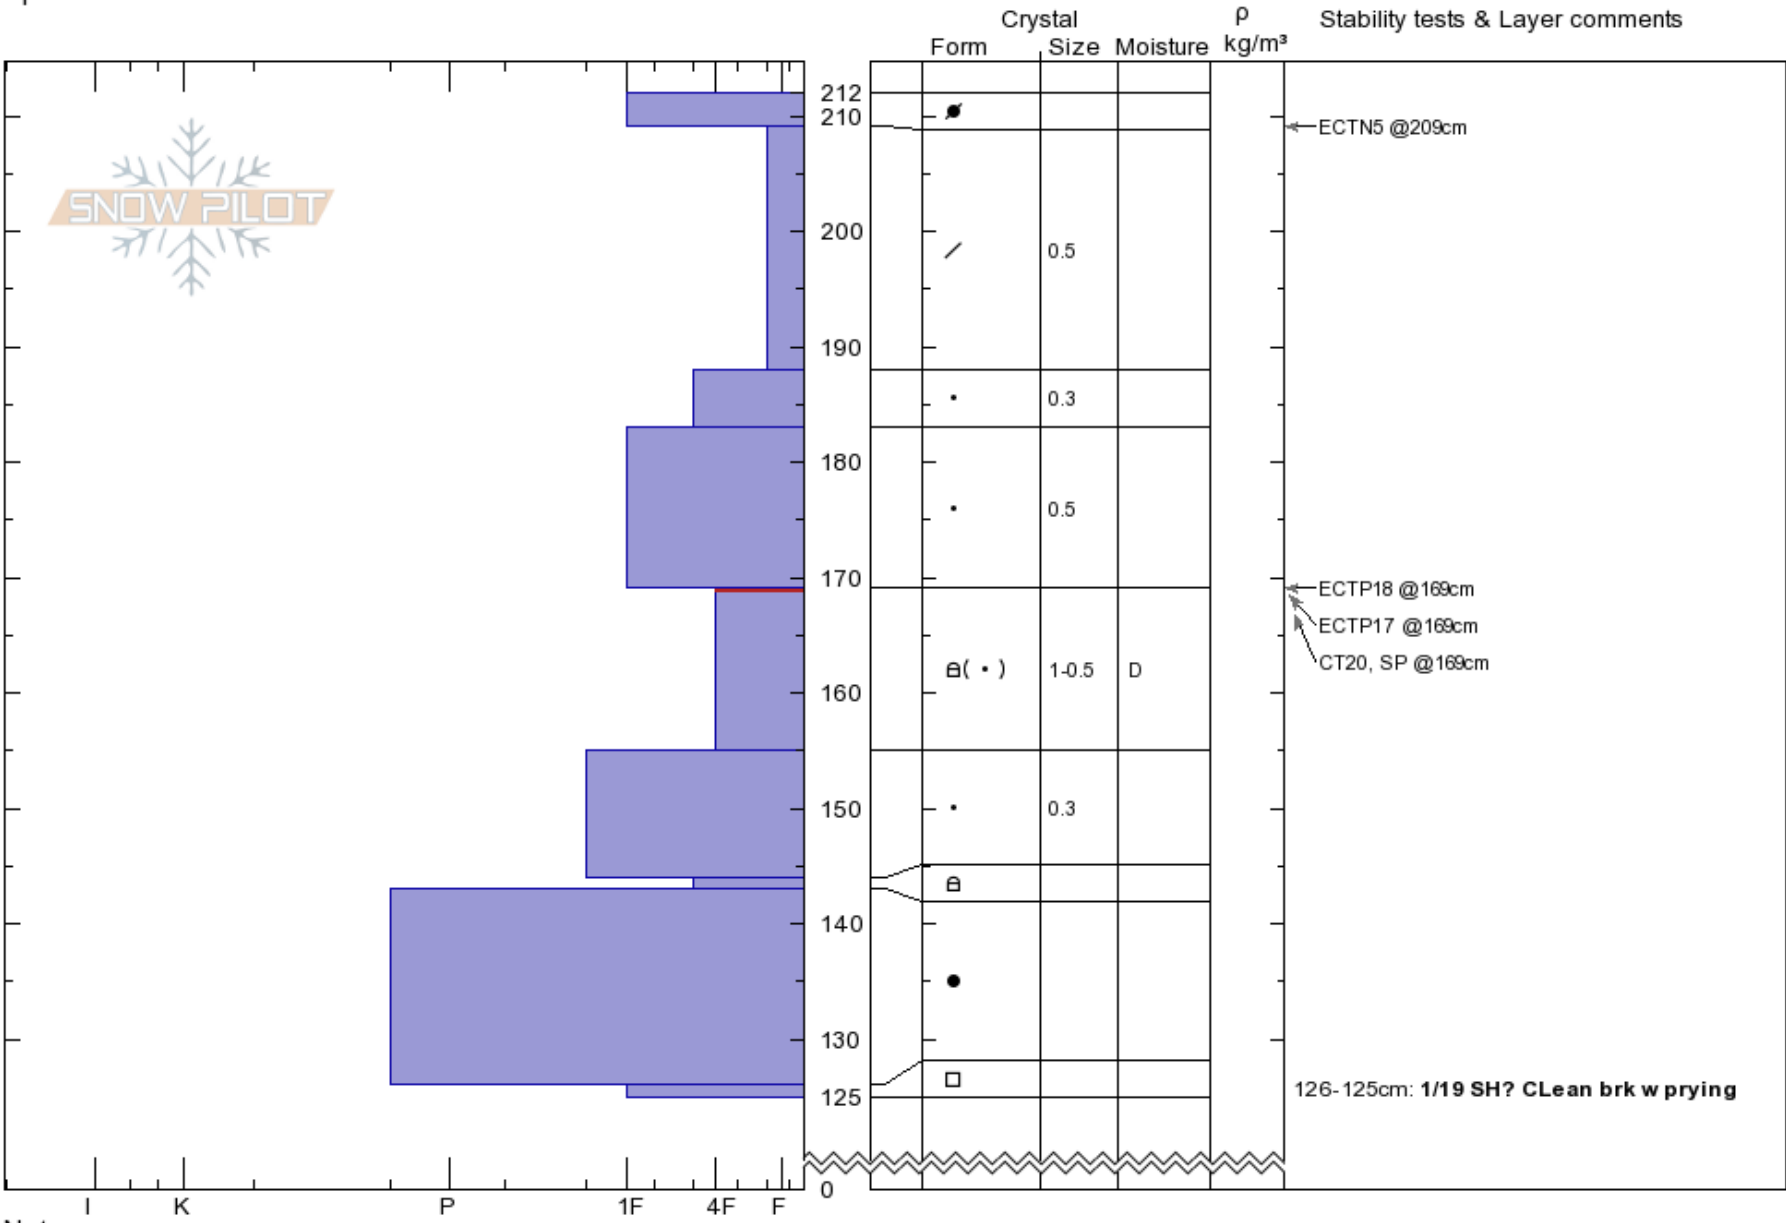 Crystal
ρ
Stability tests & Layer comments
Form Size Moisture kg/m³
212
210
ECTN5 @209cm
SNOW PILOT
200
0.5
190
0.3
180
0.5
170
ECTP18 @169cm
ECTP17 @169cm
CT20, SP @169cm
( • ) 1-0.5 D
160
150
0.3
140
130
126-125cm: 1/19 SH? CLean brk w prying
125
0
I K P 1F 4F F